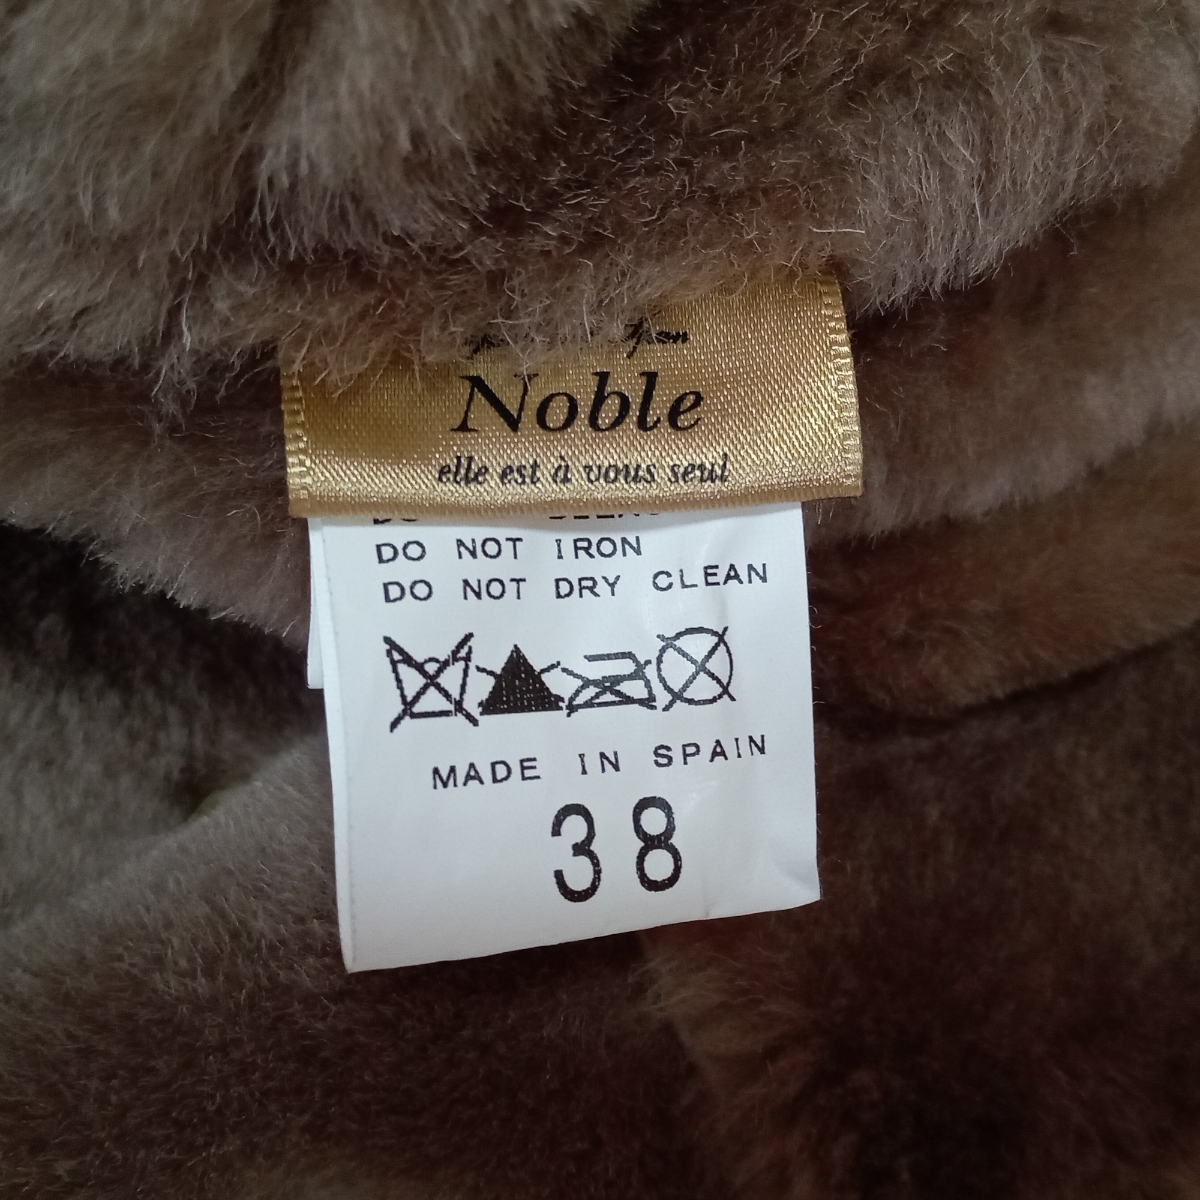 Noble
elle est à vous seul
DO NOT IRON
DO NOT DRY CLEAN
MADE IN SPAIN
38